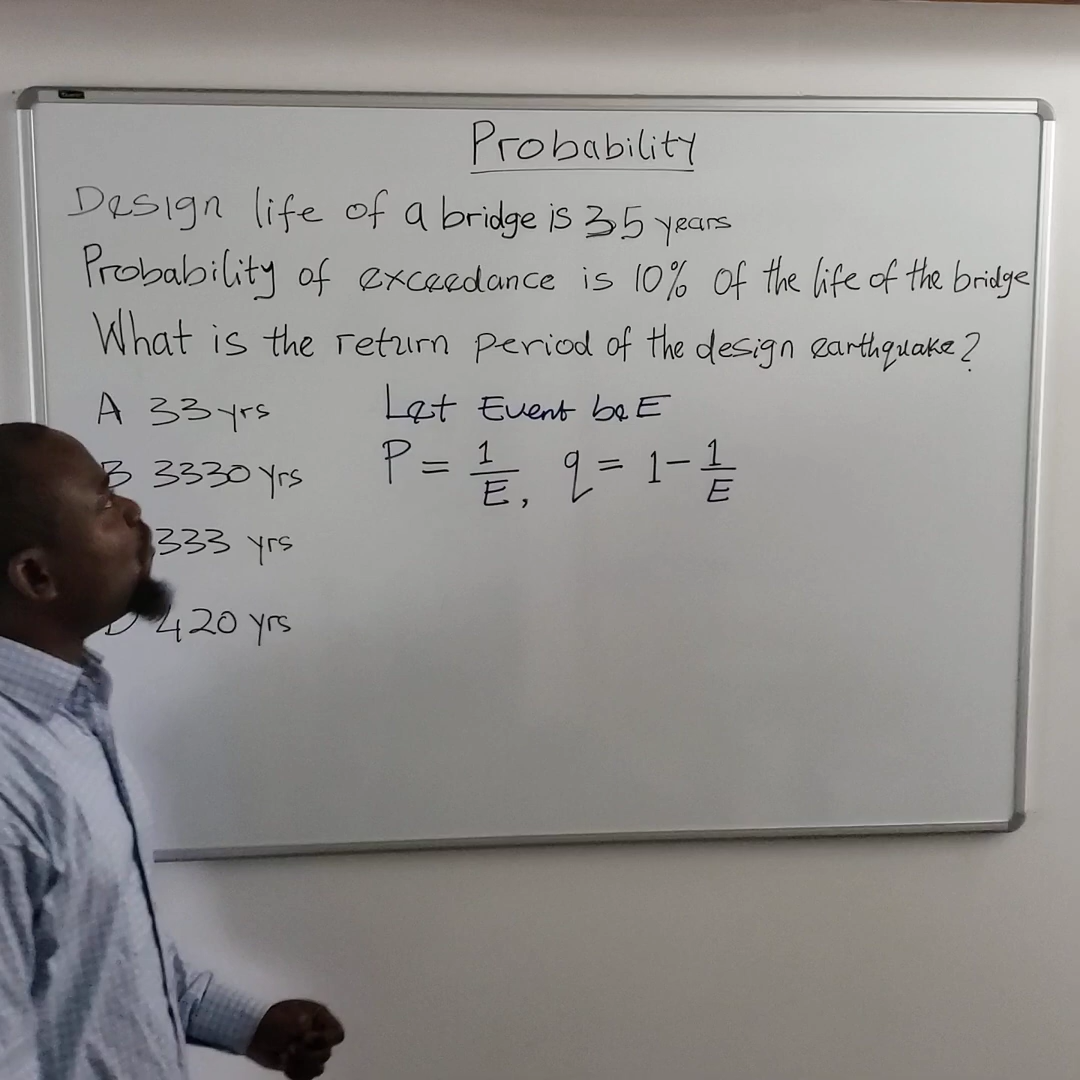 Probability
Design life of a bridge is 35 years
Probability of exceedance is 10% of the life of the bridge
What is the return period of the design earthquake?
A 33 yrs
Let Event be E
B 3330 yrs
P = 1/E, q = 1 - 1/E
333 yrs
D 420 yrs